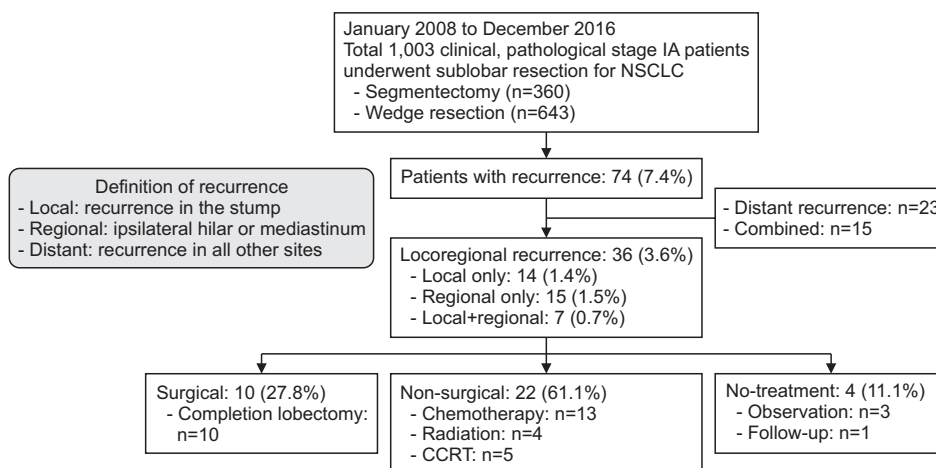 January 2008 to December 2016
Total 1,003 clinical, pathological stage IA patients
underwent sublobar resection for NSCLC
- Segmentectomy (n=360)
- Wedge resection (n=643)
Patients with recurrence: 74 (7.4%)
Definition of recurrence
- Local: recurrence in the stump
- Regional: ipsilateral hilar or mediastinum
- Distant: recurrence in all other sites
- Distant recurrence: n=23
- Combined: n=15
Locoregional recurrence: 36 (3.6%)
- Local only: 14 (1.4%)
- Regional only: 15 (1.5%)
- Local+regional: 7 (0.7%)
Surgical: 10 (27.8%)
- Completion lobectomy:
n=10
Non-surgical: 22 (61.1%)
- Chemotherapy: n=13
- Radiation: n=4
- CCRT: n=5
No-treatment: 4 (11.1%)
- Observation: n=3
- Follow-up: n=1